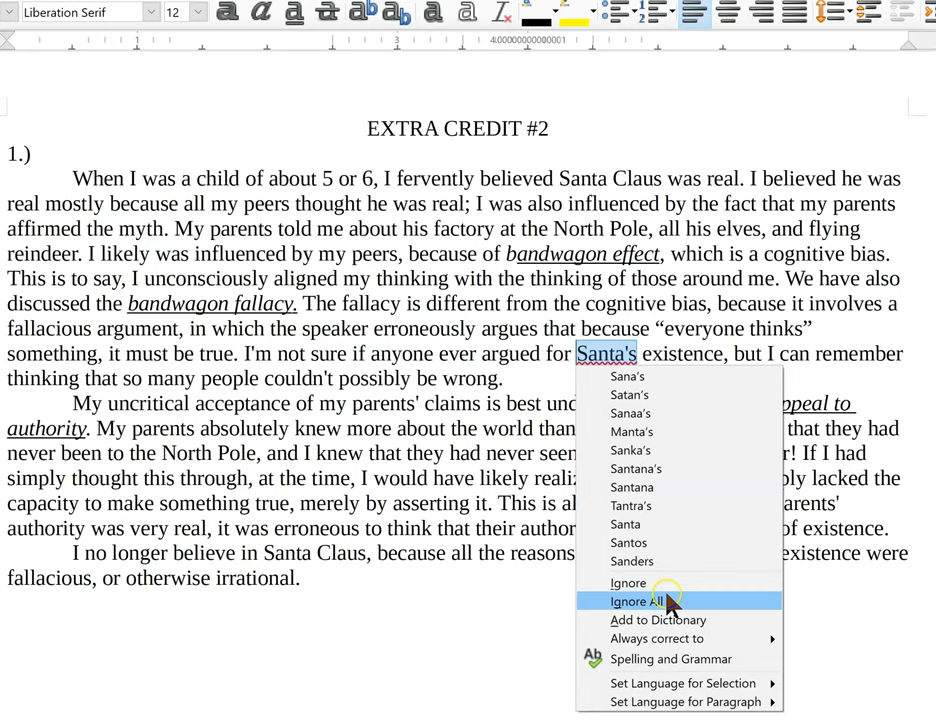 Liberation Serif 12
3 4.00000000000001
EXTRA CREDIT #2
1.)
When I was a child of about 5 or 6, I fervently believed Santa Claus was real. I believed he was
real mostly because all my peers thought he was real; I was also influenced by the fact that my parents
affirmed the myth. My parents told me about his factory at the North Pole, all his elves, and flying
reindeer. I likely was influenced by my peers, because of bandwagon effect, which is a cognitive bias.
This is to say, I unconsciously aligned my thinking with the thinking of those around me. We have also
discussed the bandwagon fallacy. The fallacy is different from the cognitive bias, because it involves a
fallacious argument, in which the speaker erroneously argues that because “everyone thinks”
something, it must be true. I'm not sure if anyone ever argued for Santa's existence, but I can remember
thinking that so many people couldn't possibly be wrong.
My uncritical acceptance of my parents' claims is best und ppeal to
authority. My parents absolutely knew more about the world than that they had
never been to the North Pole, and I knew that they had never seen r! If I had
simply thought this through, at the time, I would have likely realiz bly lacked the
capacity to make something true, merely by asserting it. This is al arents'
authority was very real, it was erroneous to think that their author of existence.
I no longer believe in Santa Claus, because all the reasons existence were
fallacious, or otherwise irrational.
Sana's
Satan's
Sanaa's
Manta's
Sanka's
Santana's
Santana
Tantra's
Santa
Santos
Sanders
Ignore
Ignore All
Add to Dictionary
Always correct to
Spelling and Grammar
Set Language for Selection
Set Language for Paragraph